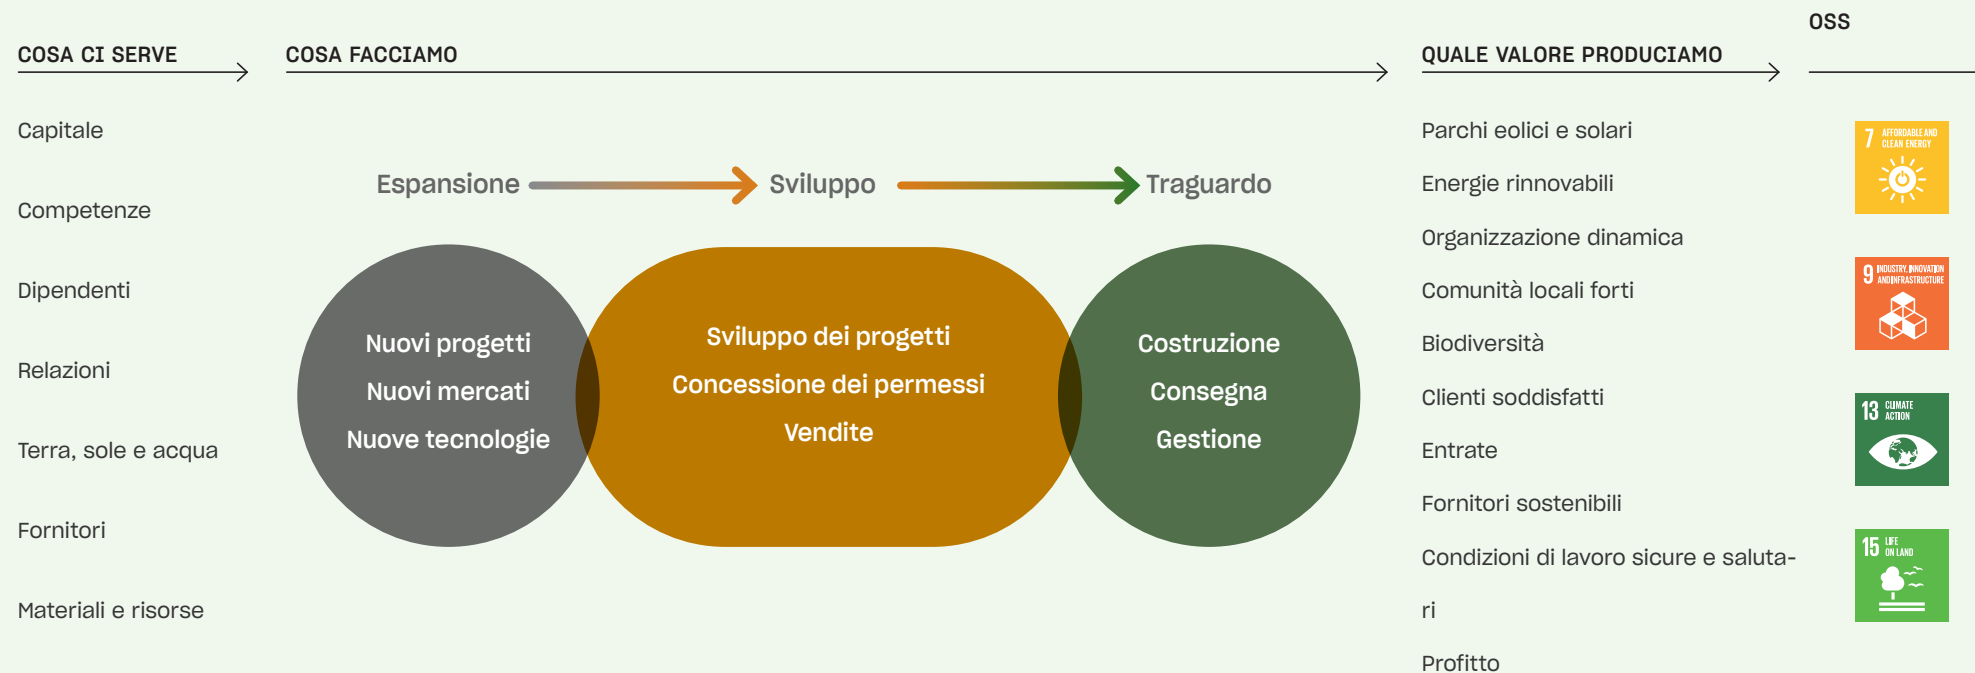 OSS
COSA CI SERVE
COSA FACCIAMO
QUALE VALORE PRODUCIAMO
Capitale
Competenze
Dipendenti
Relazioni
Terra, sole e acqua
Fornitori
Materiali e risorse
Espansione
Sviluppo
Traguardo
Nuovi progetti
Nuovi mercati
Nuove tecnologie
Sviluppo dei progetti
Concessione dei permessi
Vendite
Costruzione
Consegna
Gestione
Parchi eolici e solari
Energie rinnovabili
Organizzazione dinamica
Comunità locali forti
Biodiversità
Clienti soddisfatti
Entrate
Fornitori sostenibili
Condizioni di lavoro sicure e saluta-
ri
Profitto
7 AFFORDABLE AND
CLEAN ENERGY
9 INDUSTRY, INNOVATION
AND INFRASTRUCTURE
13 CLIMATE
ACTION
15 LIFE
ON LAND